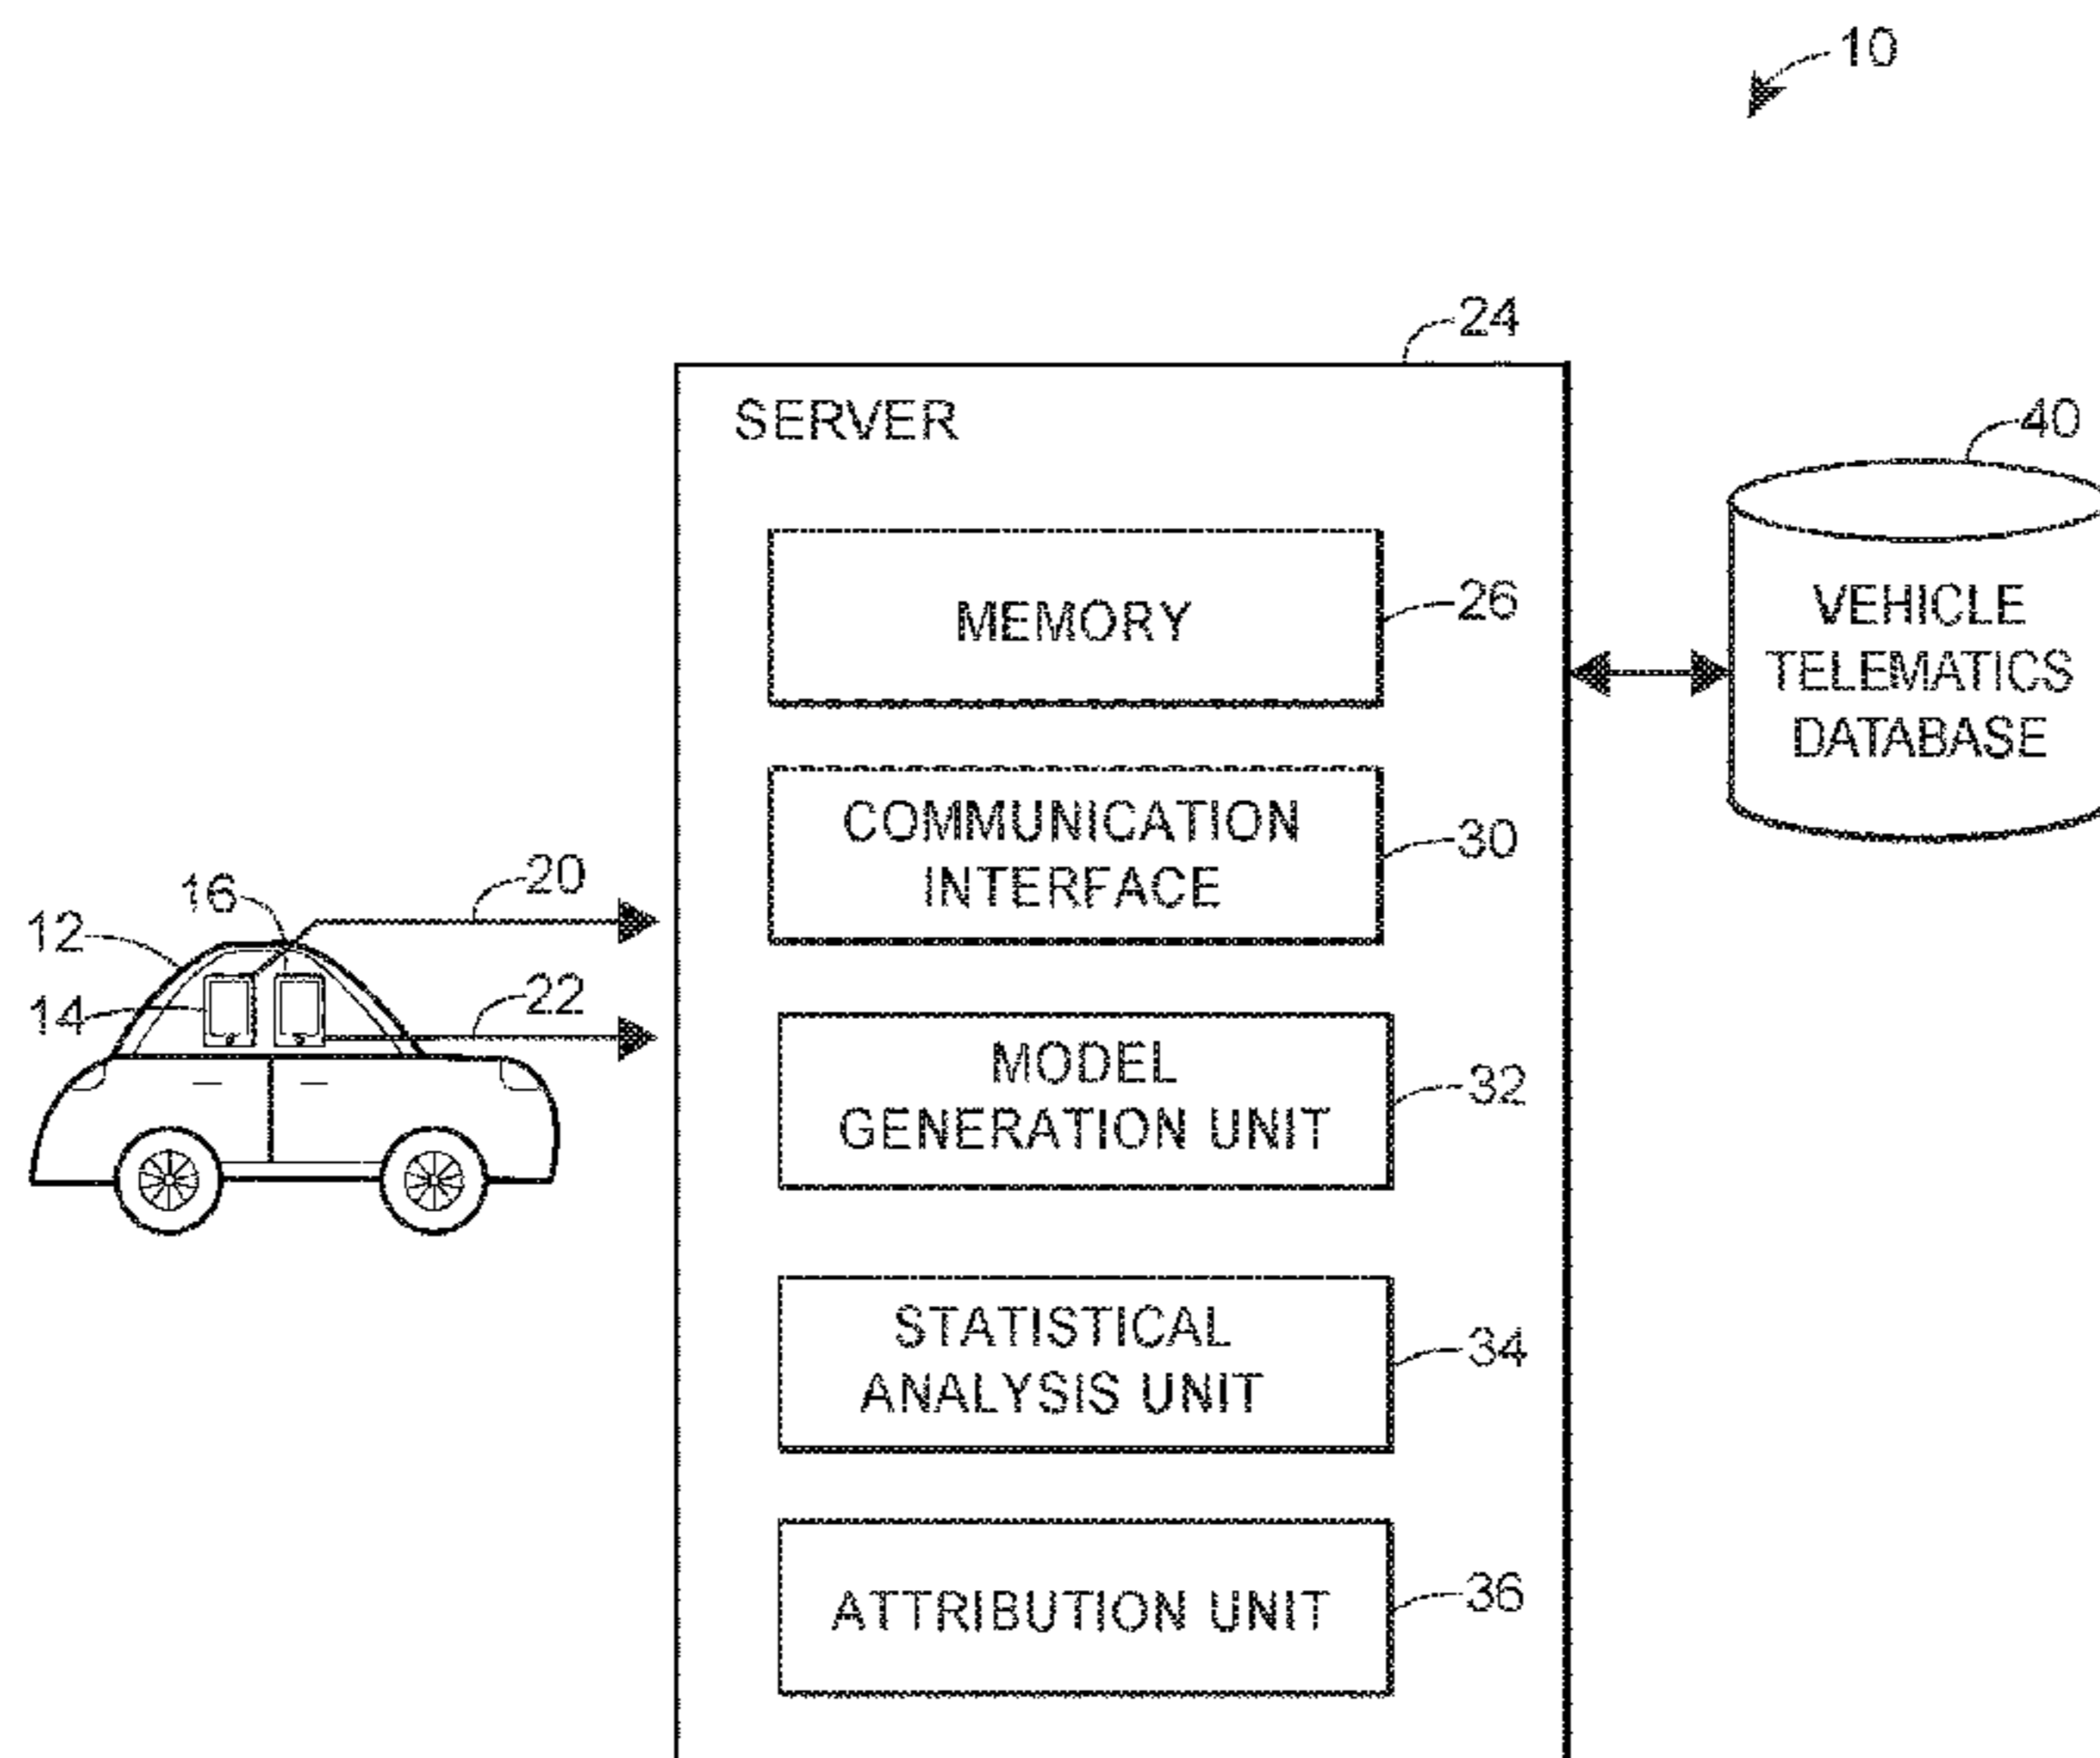 10
24
SERVER
40
MEMORY
26
VEHICLE
TELEMATICS
DATABASE
COMMUNICATION
INTERFACE
30
16
20
12
14
22
MODEL
GENERATION UNIT
32
STATISTICAL
ANALYSIS UNIT
34
ATTRIBUTION UNIT
36